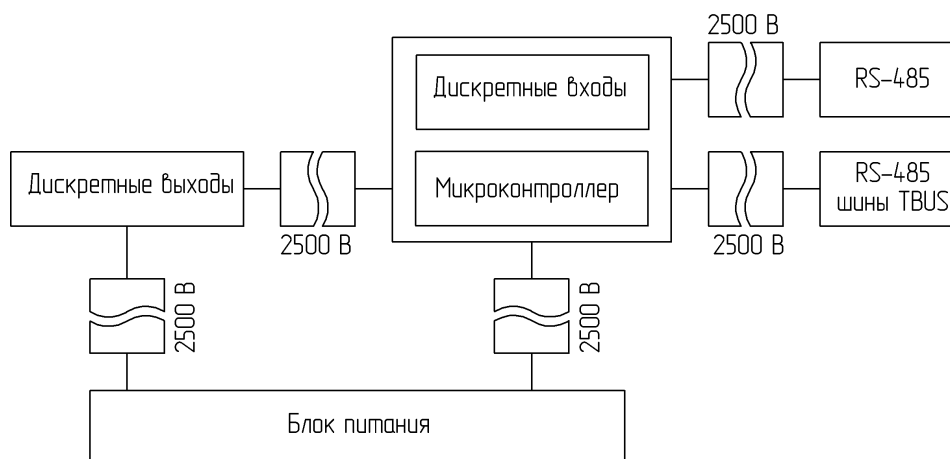 2500 В
Дискретные входы
RS-485
Дискретные выходы
Микроконтроллер
RS-485
шины TBUS
2500 В
2500 В
2500 В
2500 В
Блок питания